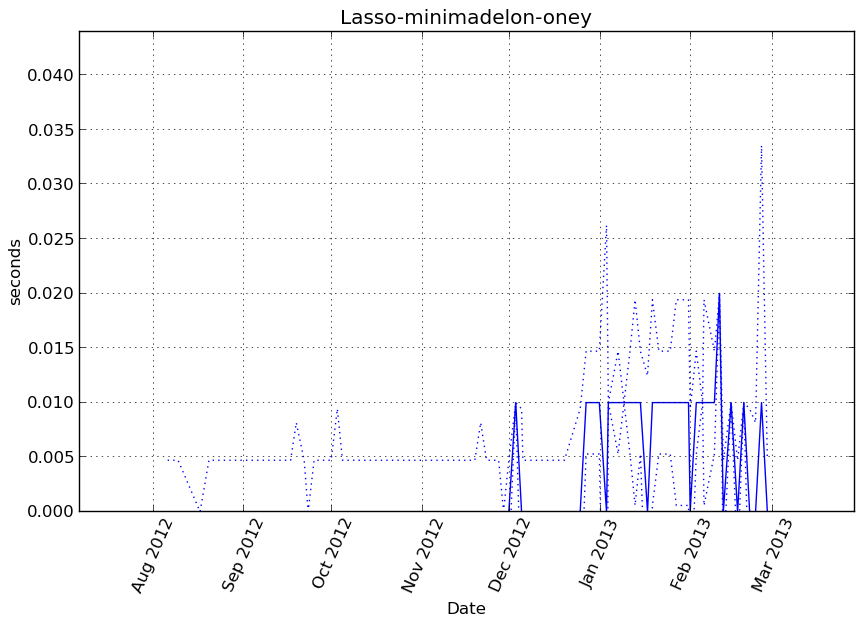 Lasso-minimadelon-oney
0.040
0.035
0.030
0.025
0.020
0.015
0.010
0.005
0.000
seconds
Aug 2012
Sep 2012
Oct 2012
Nov 2012
Dec 2012
Jan 2013
Feb 2013
Mar 2013
Date